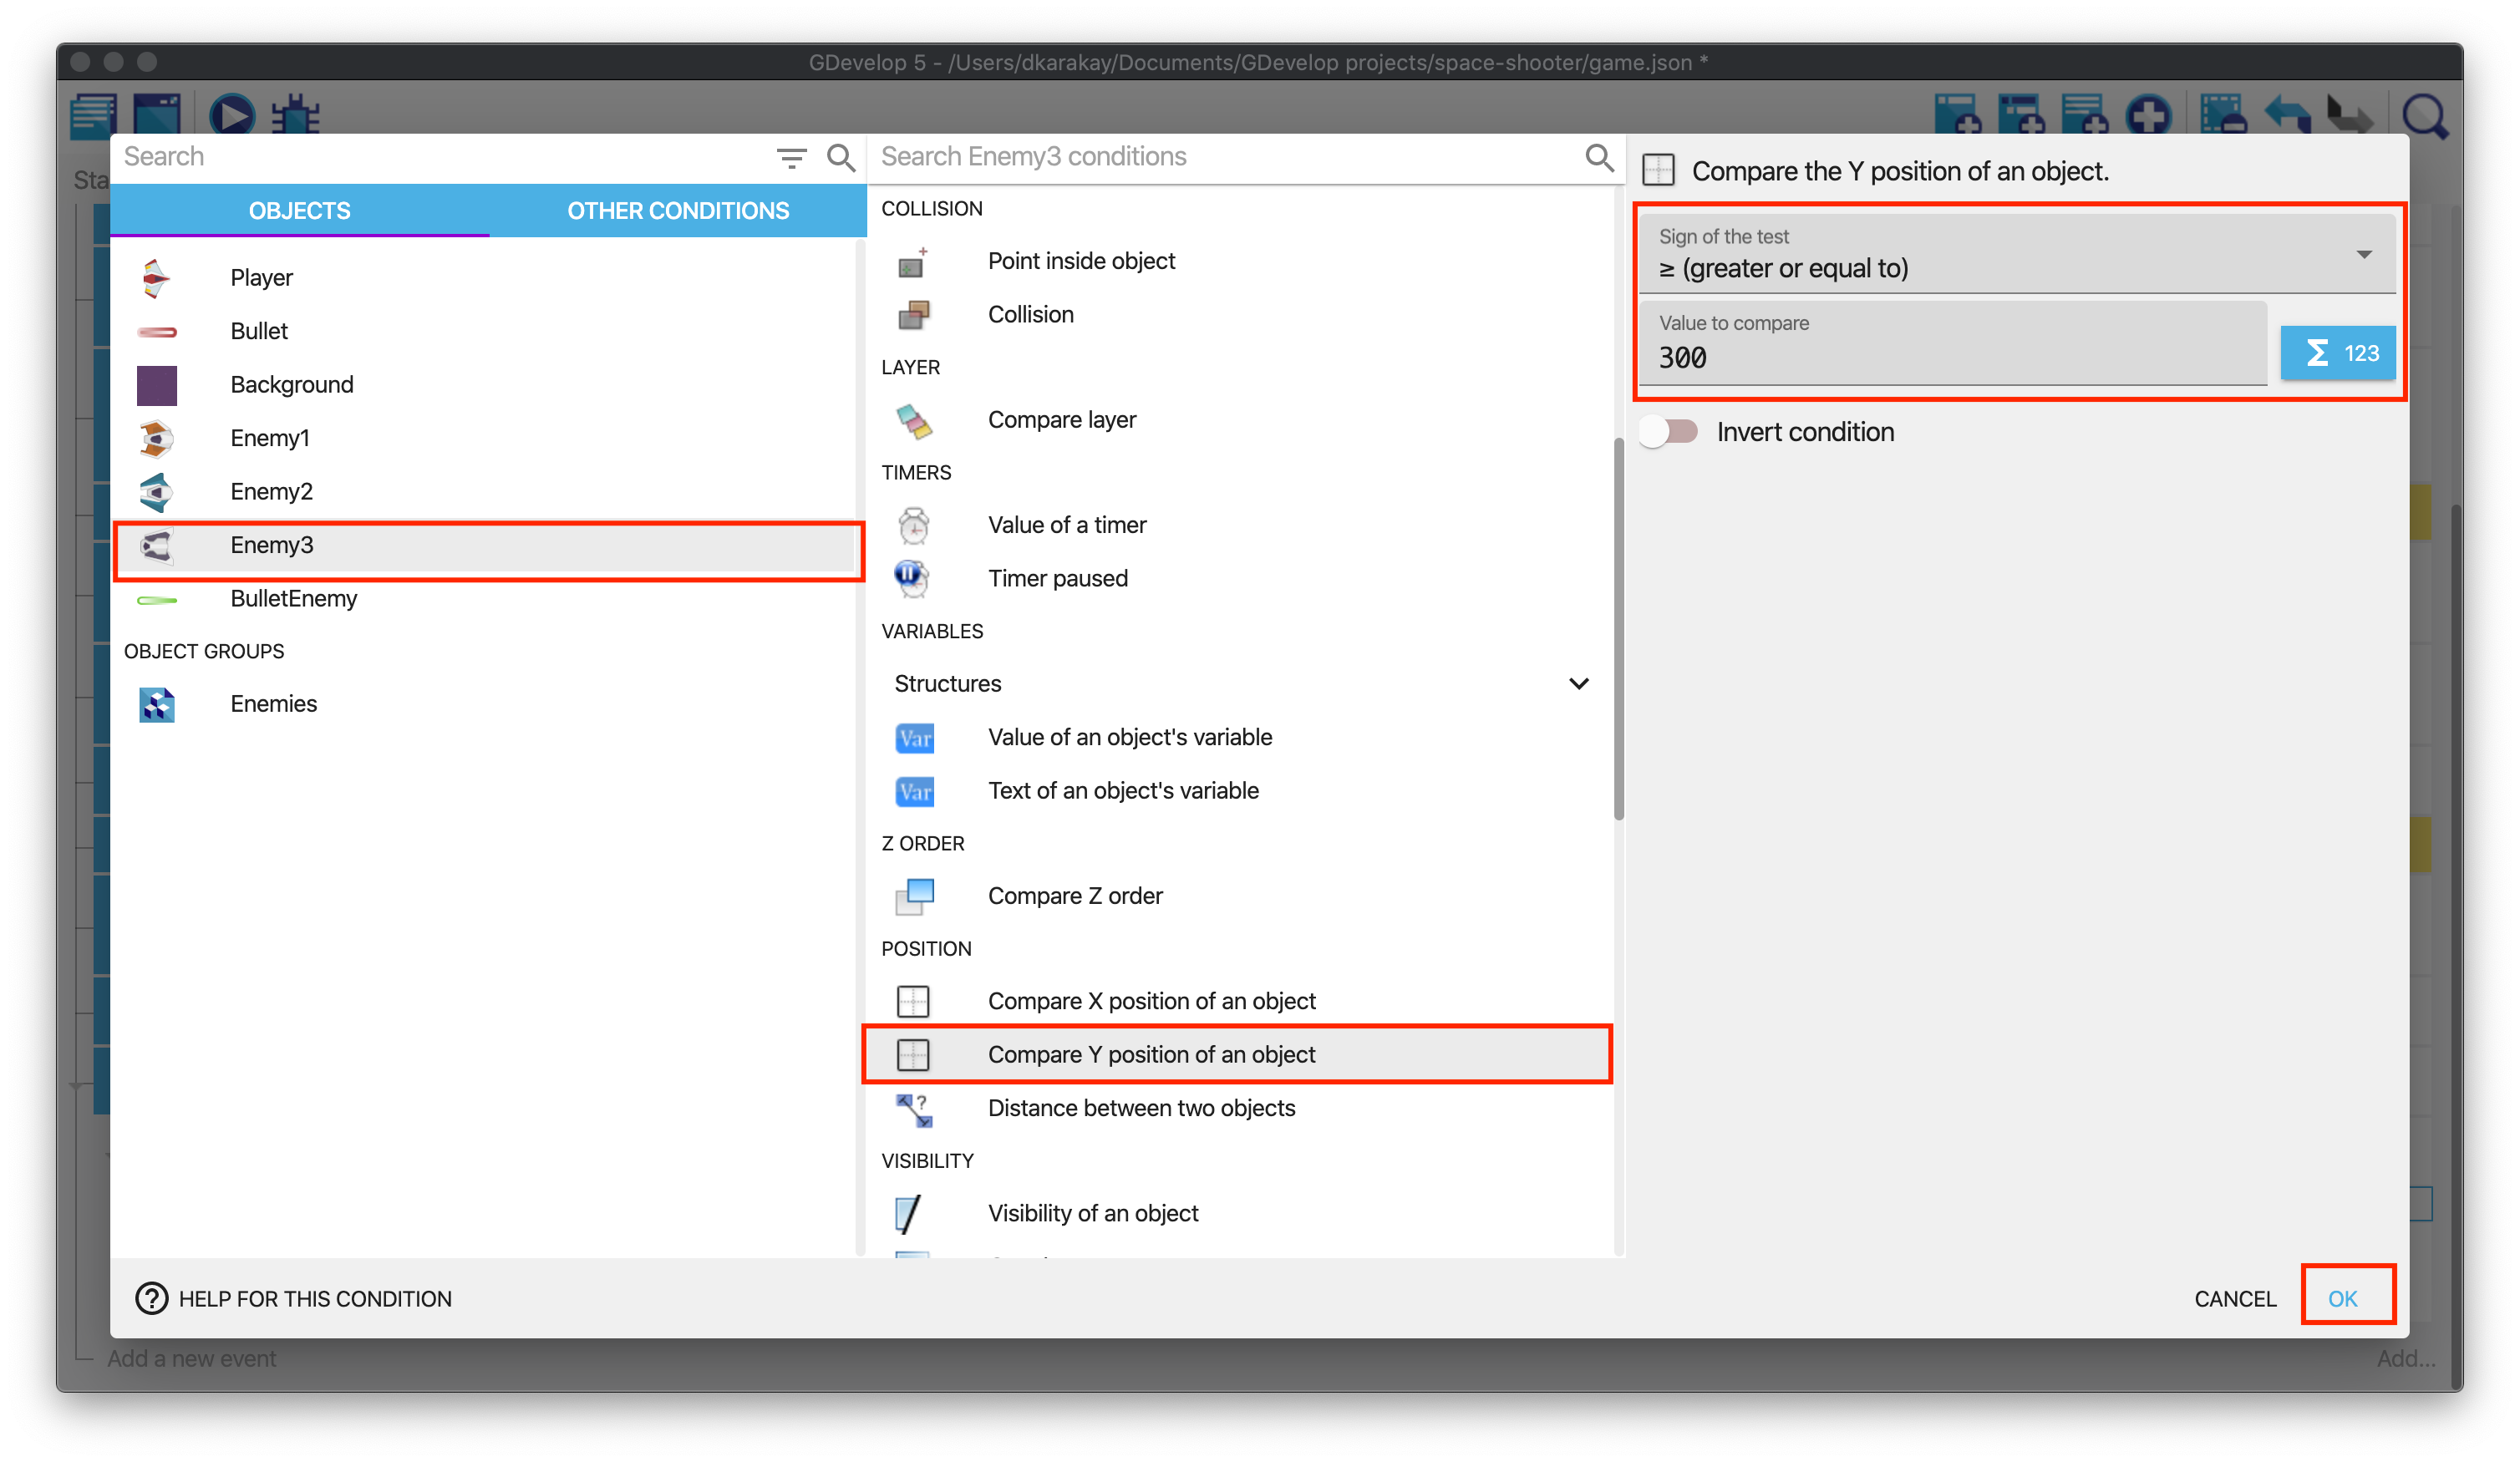 GDevelop 5 - /Users/dkarakay/Documents/GDevelop projects/space-shooter/game.json *
Sta
Search
OBJECTS
OTHER CONDITIONS
Player
Bullet
Background
Enemy1
Enemy2
Enemy3
BulletEnemy
OBJECT GROUPS
Enemies
Search Enemy3 conditions
COLLISION
Point inside object
Collision
LAYER
Compare layer
TIMERS
Value of a timer
Timer paused
VARIABLES
Structures
Var
Value of an object's variable
Var
Text of an object's variable
Z ORDER
Compare Z order
POSITION
Compare X position of an object
Compare Y position of an object
Distance between two objects
VISIBILITY
Visibility of an object
Compare the Y position of an object.
Sign of the test
≥ (greater or equal to)
Value to compare
300
Σ 123
Invert condition
HELP FOR THIS CONDITION
CANCEL
OK
Add a new event
Add...